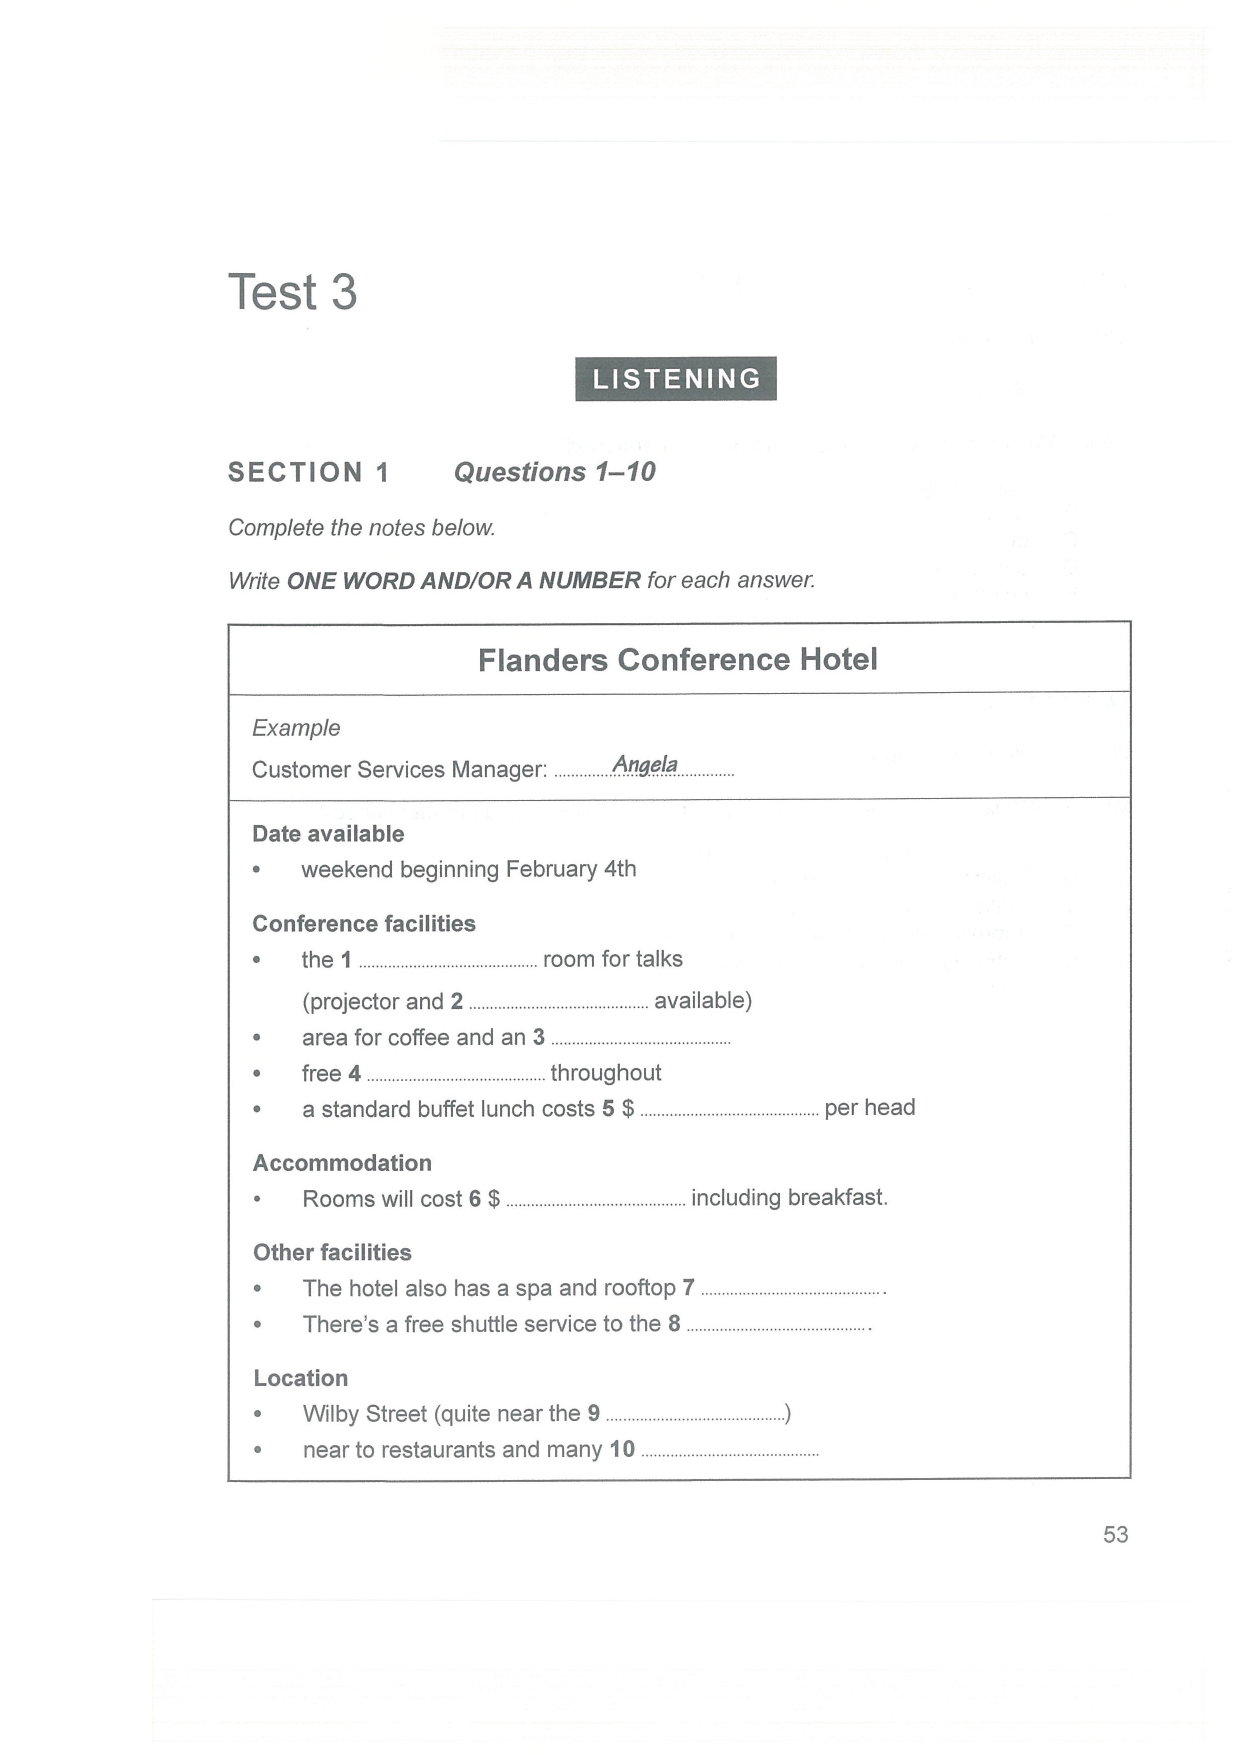 Test 3
LISTENING
SECTION 1 Questions 1–10
Complete the notes below.
Write ONE WORD AND/OR A NUMBER for each answer.
Flanders Conference Hotel
Example
Customer Services Manager: .............Angela.............
Date available
• weekend beginning February 4th
Conference facilities
• the 1 ........................................... room for talks
(projector and 2 ........................................... available)
• area for coffee and an 3 ...........................................
• free 4 ........................................... throughout
• a standard buffet lunch costs 5 $ ........................................... per head
Accommodation
• Rooms will cost 6 $ ........................................... including breakfast.
Other facilities
• The hotel also has a spa and rooftop 7 ........................................... .
• There's a free shuttle service to the 8 ........................................... .
Location
• Wilby Street (quite near the 9 ...........................................)
• near to restaurants and many 10 ...........................................
53